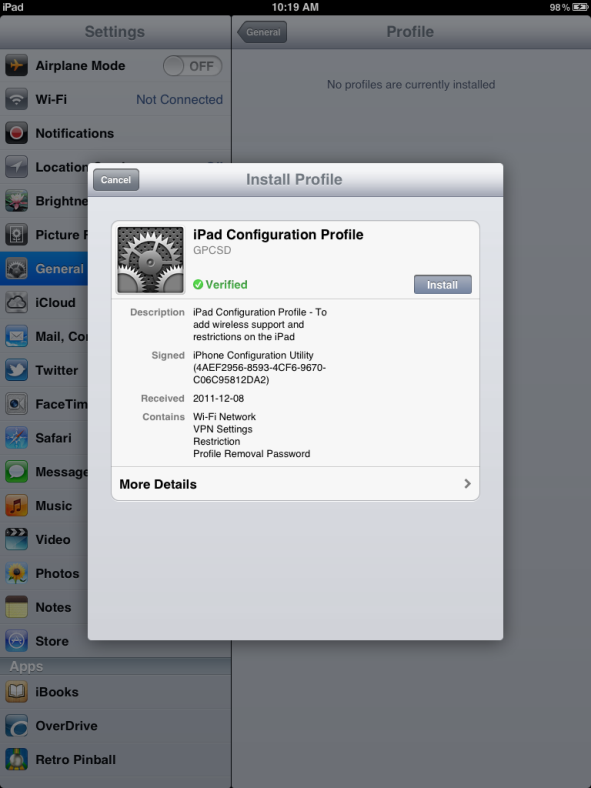 iPad 10:19 AM 98%
Settings
General
Profile
Airplane Mode OFF
No profiles are currently installed
Wi-Fi Not Connected
Notifications
Location
Install Profile
Cancel
Brightne
Picture F
General
iCloud
Mail, Co
Twitter
FaceTim
Safari
Message
Music
Video
Photos
Notes
Store
Apps
iBooks
OverDrive
Retro Pinball
iPad Configuration Profile
GPCSD
Verified
Install
Description iPad Configuration Profile - To
add wireless support and
restrictions on the iPad
Signed iPhone Configuration Utility
(4AEF2956-8593-4CF6-9670-
C06C95812DA2)
Received 2011-12-08
Contains Wi-Fi Network
VPN Settings
Restriction
Profile Removal Password
More Details